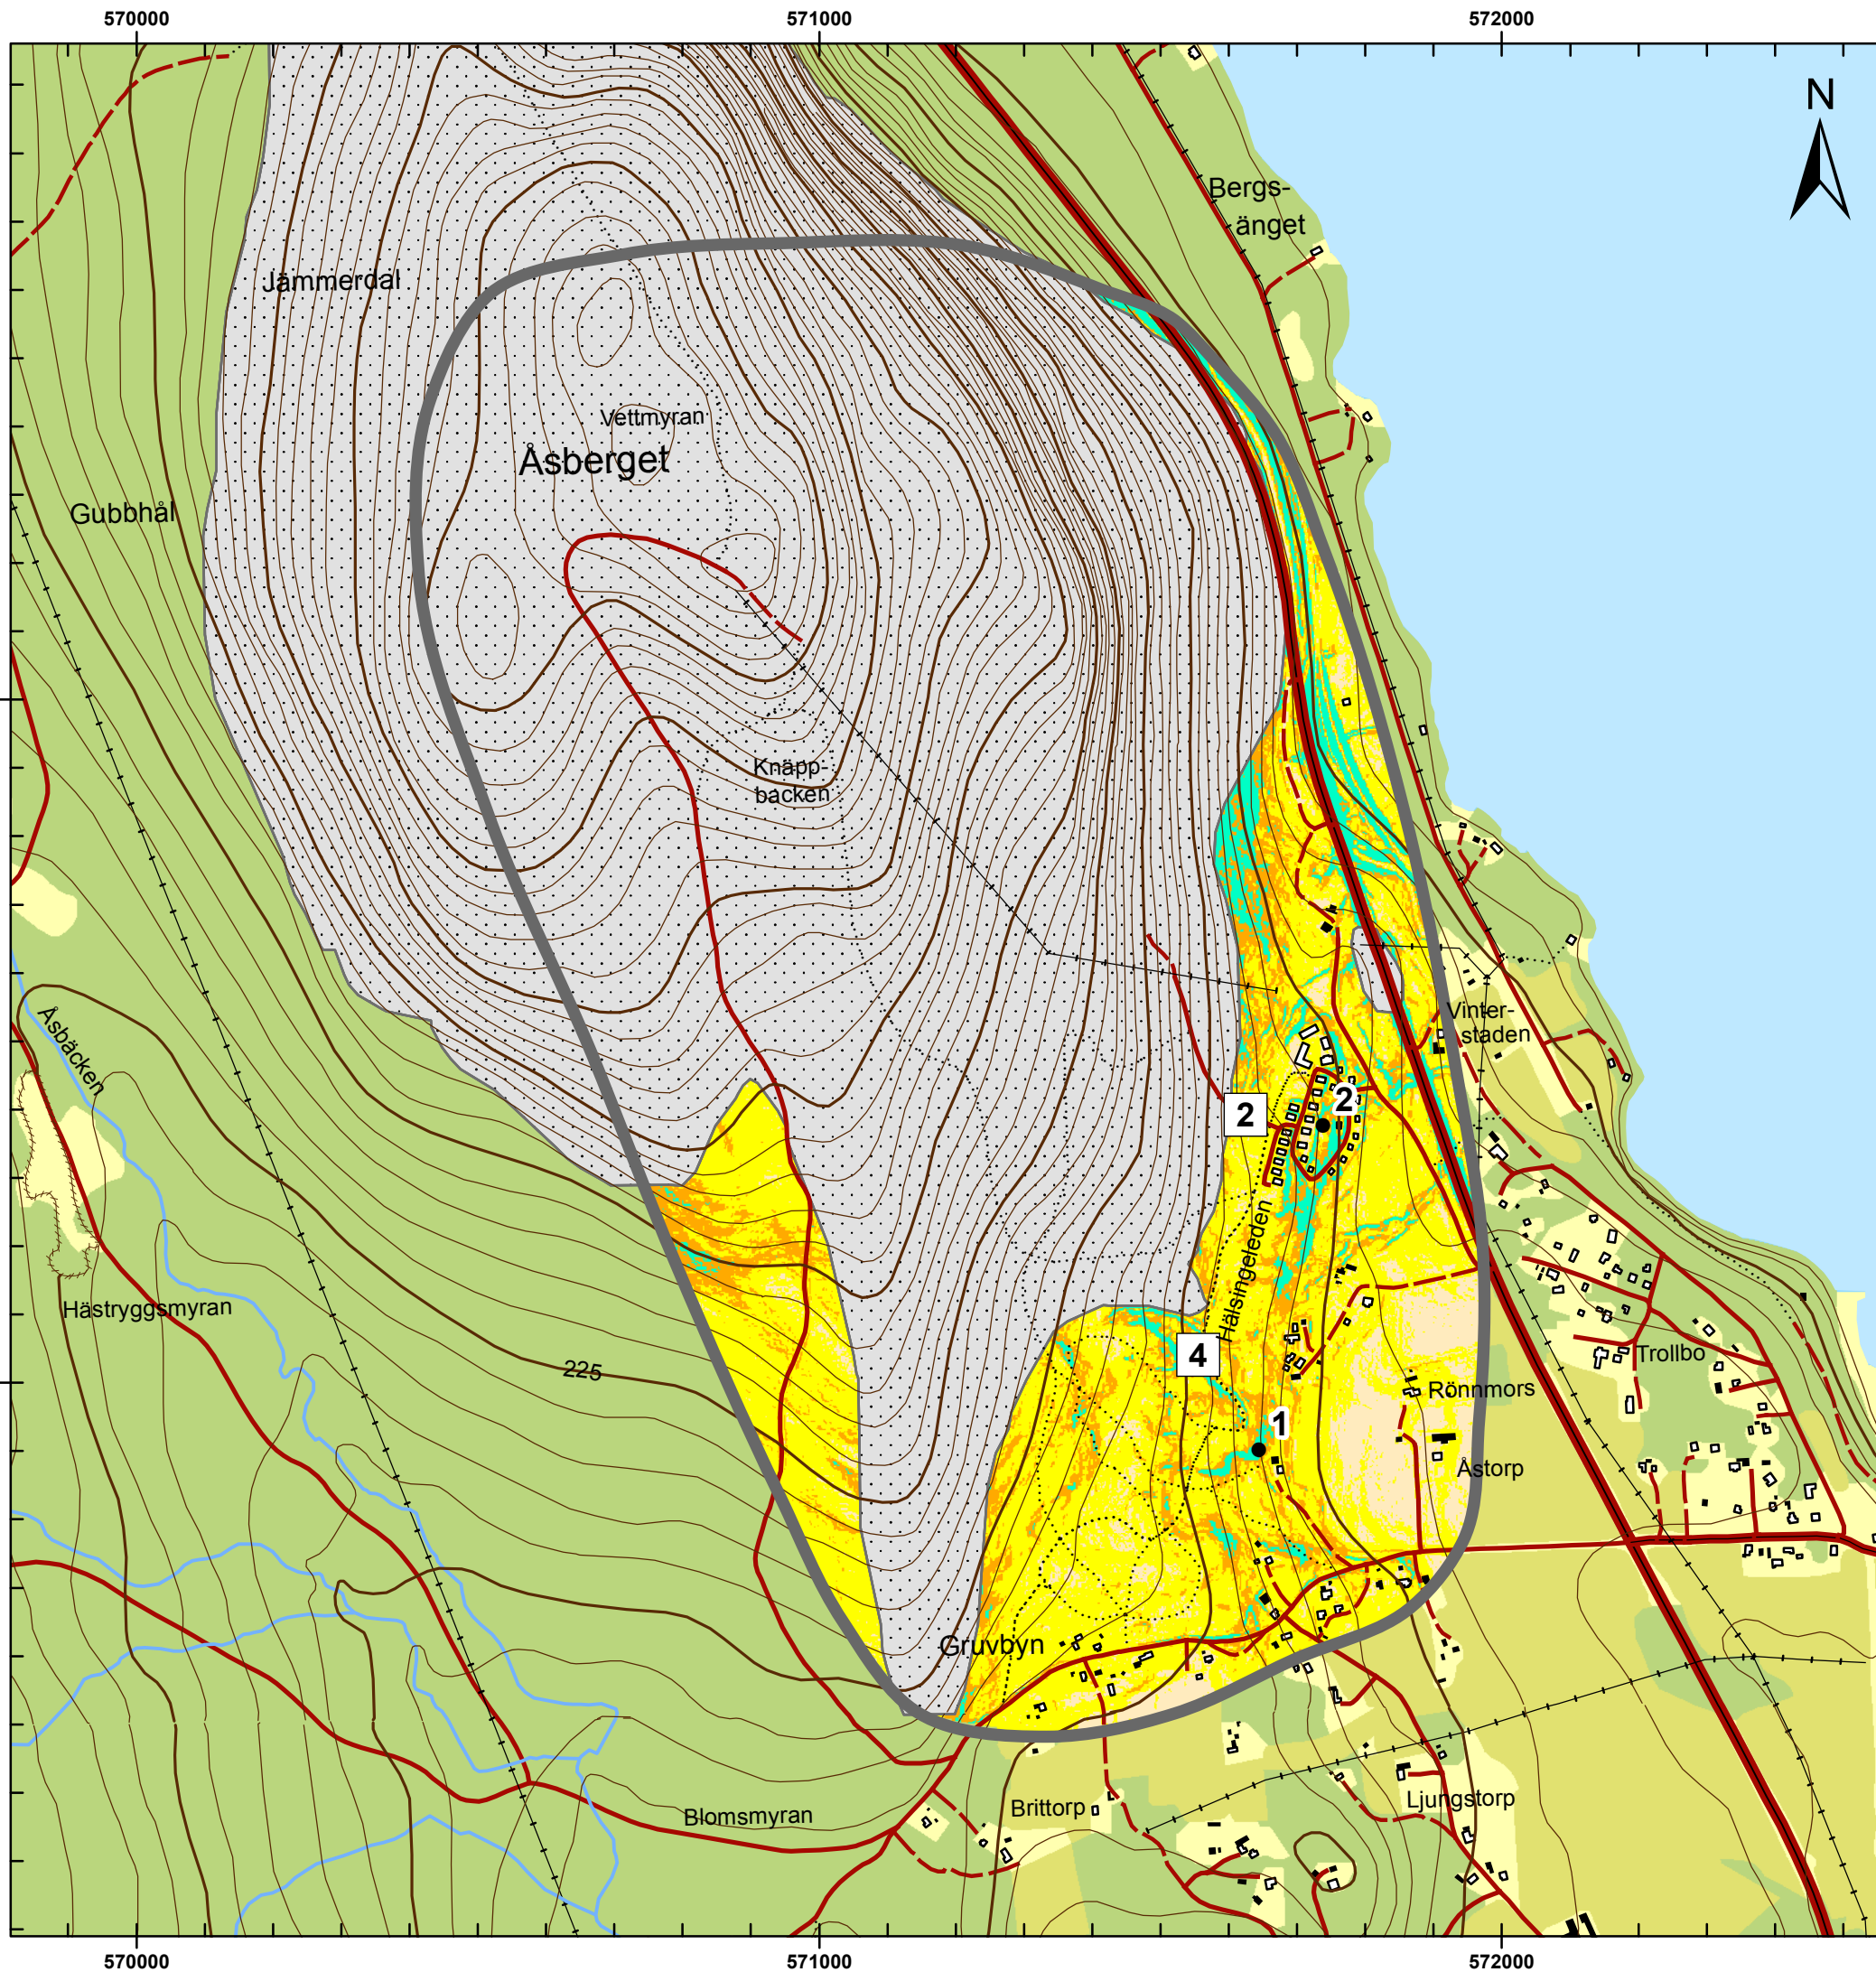 570000
571000
572000
N
Bergs-
änget
Jämmerdal
Vettmyran
Åsberget
Gubbhål
Knäpp-
backen
Åsbäcken
Vinter-
staden
2
2
Hälsingeleden
Hästryggsmyran
4
225
Trollbo
Rönnmors
1
Åstorp
Gruvbyn
Ljungstorp
Brittorp
Blomsmyran
570000
571000
572000